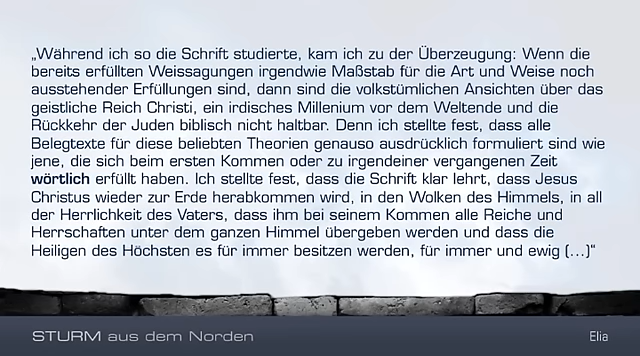 „Während ich so die Schrift studierte, kam ich zu der Überzeugung: Wenn die
bereits erfüllten Weissagungen irgendwie Maßstab für die Art und Weise noch
ausstehender Erfüllungen sind, dann sind die volkstümlichen Ansichten über das
geistliche Reich Christi, ein irdisches Millenium vor dem Weltende und die
Rückkehr der Juden biblisch nicht haltbar. Denn ich stellte fest, dass alle
Belegtexte für diese beliebten Theorien genauso ausdrücklich formuliert sind wie
jene, die sich beim ersten Kommen oder zu irgendeiner vergangenen Zeit
wörtlich erfüllt haben. Ich stellte fest, dass die Schrift klar lehrt, dass Jesus
Christus wieder zur Erde herabkommen wird, in den Wolken des Himmels, in all
der Herrlichkeit des Vaters, dass ihm bei seinem Kommen alle Reiche und
Herrschaften unter dem ganzen Himmel übergeben werden und dass die
Heiligen des Höchsten es für immer besitzen werden, für immer und ewig (...)“
STURM aus dem Norden
Elia